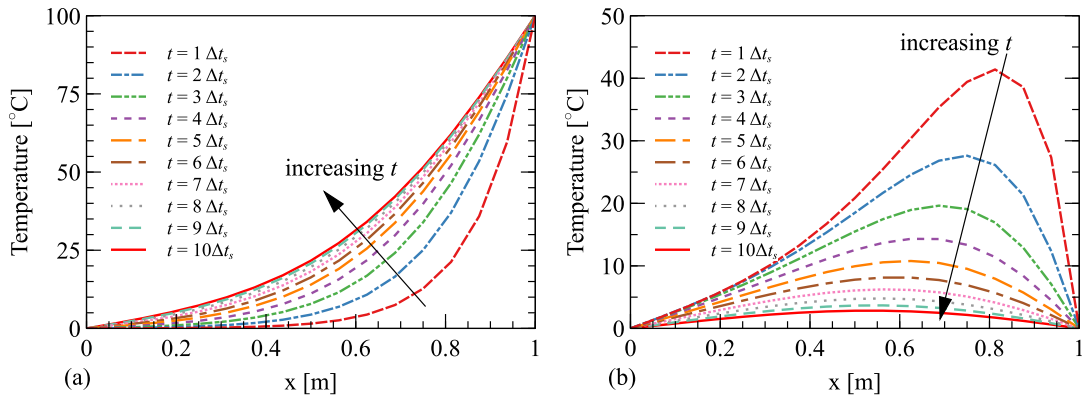 100
75
50
25
0
Temperature [°C]
t = 1 Δts
t = 2 Δts
t = 3 Δts
t = 4 Δts
t = 5 Δts
t = 6 Δts
t = 7 Δts
t = 8 Δts
t = 9 Δts
t = 10Δts
increasing t
0 0.2 0.4 0.6 0.8 1
x [m]
(a)
50
40
30
20
10
0
Temperature [°C]
t = 1 Δts
t = 2 Δts
t = 3 Δts
t = 4 Δts
t = 5 Δts
t = 6 Δts
t = 7 Δts
t = 8 Δts
t = 9 Δts
t = 10Δts
increasing t
0 0.2 0.4 0.6 0.8 1
x [m]
(b)